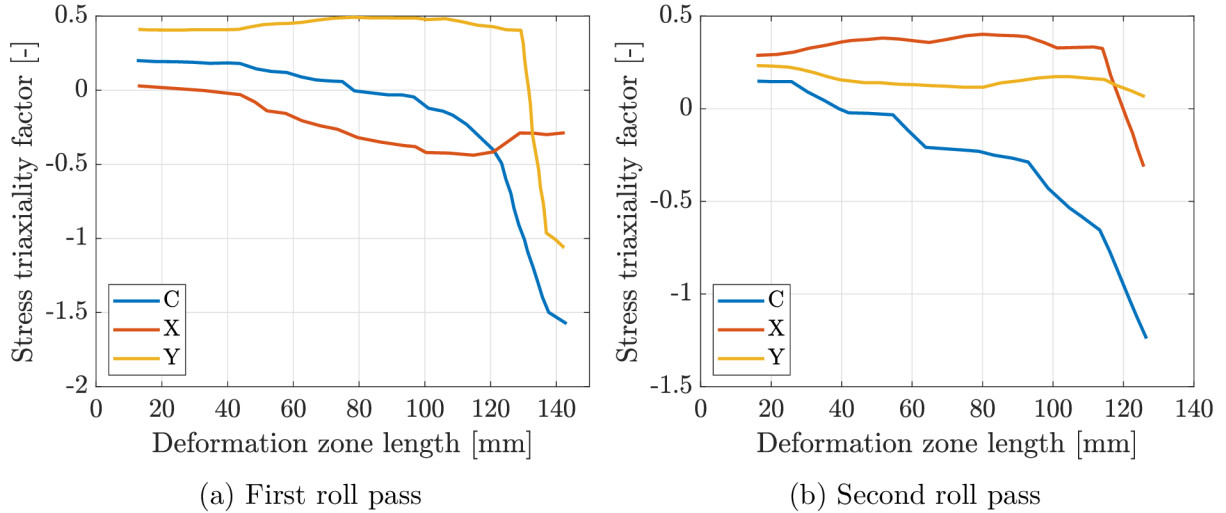 Stress triaxiality factor [-]
0.5
0
-0.5
-1
-1.5
-2
C
X
Y
0 20 40 60 80 100 120 140
Deformation zone length [mm]
(a) First roll pass
Stress triaxiality factor [-]
0.5
0
-0.5
-1
-1.5
C
X
Y
0 20 40 60 80 100 120 140
Deformation zone length [mm]
(b) Second roll pass